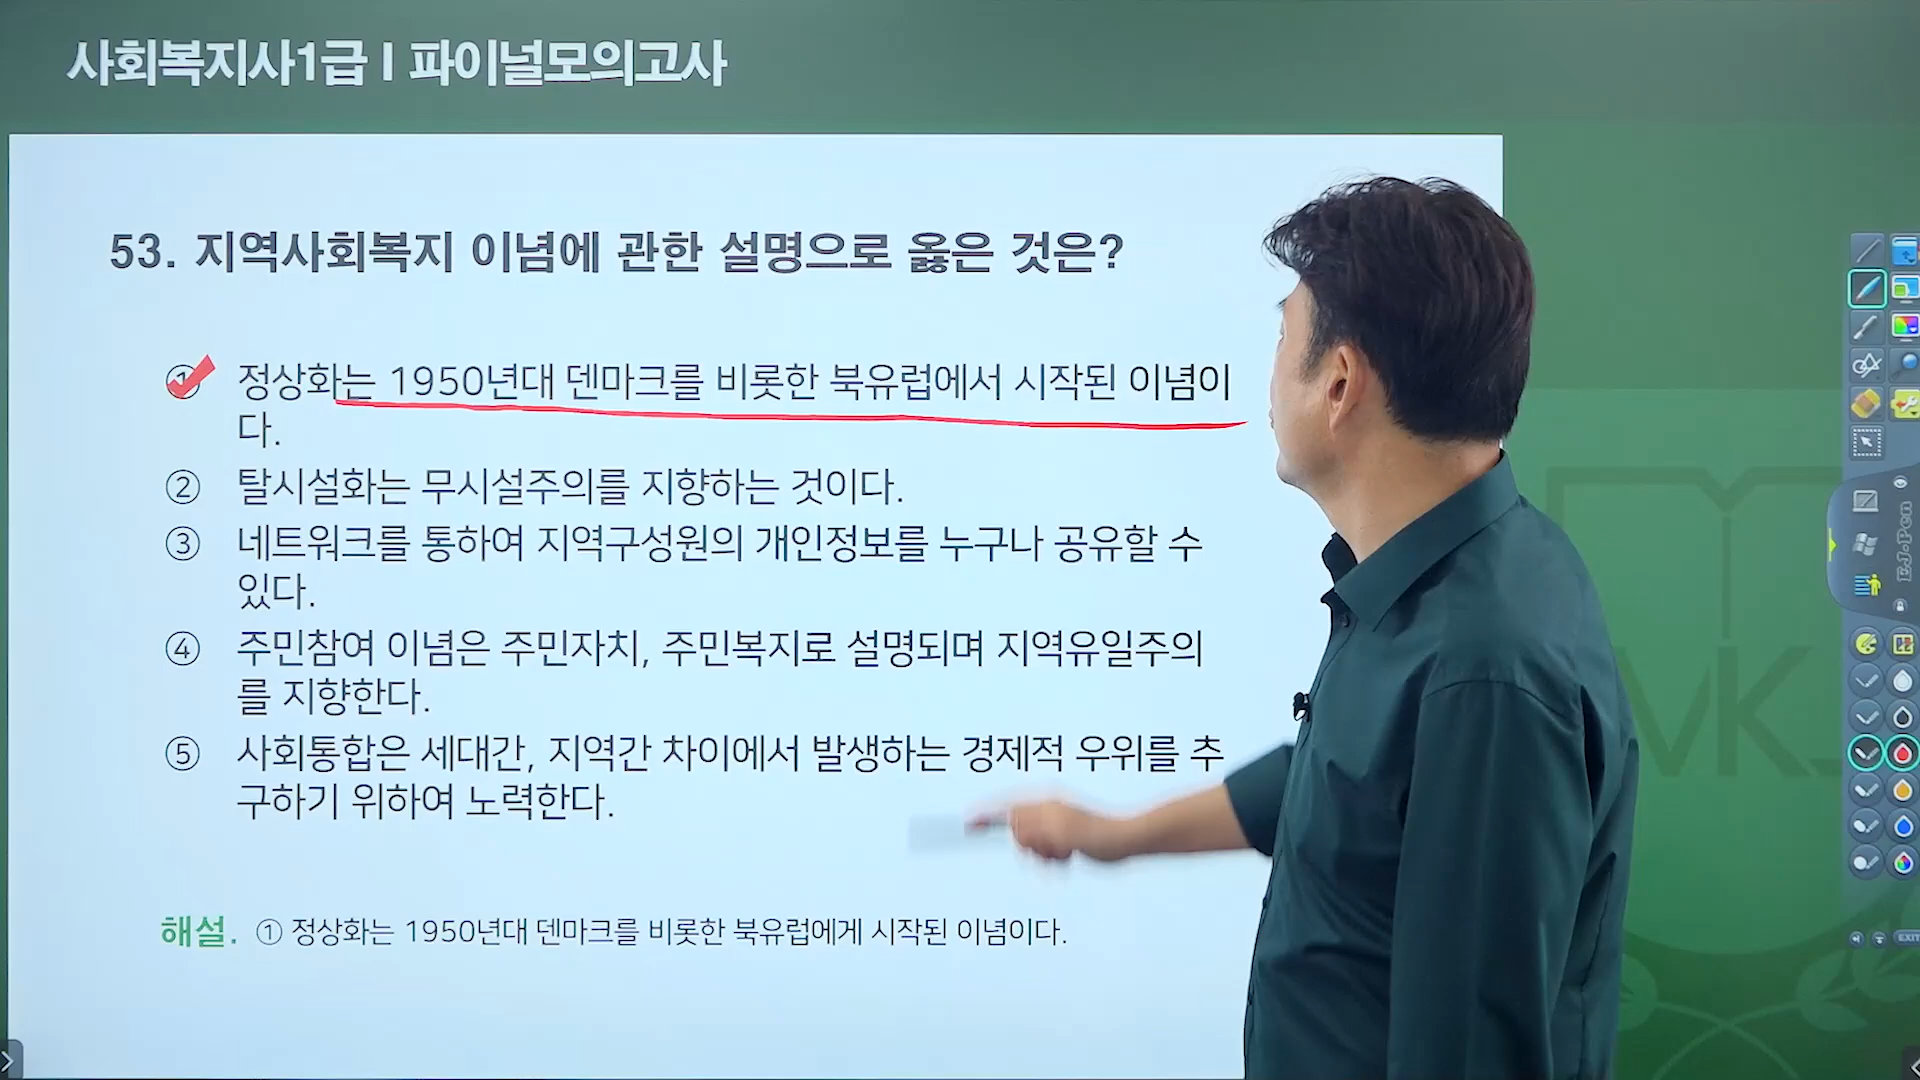 사회복지사1급 | 파이널모의고사
53. 지역사회복지 이념에 관한 설명으로 옳은 것은?
① 정상화는 1950년대 덴마크를 비롯한 북유럽에서 시작된 이념이
다.
② 탈시설화는 무시설주의를 지향하는 것이다.
③ 네트워크를 통하여 지역구성원의 개인정보를 누구나 공유할 수
있다.
④ 주민참여 이념은 주민자치, 주민복지로 설명되며 지역유일주의
를 지향한다.
⑤ 사회통합은 세대간, 지역간 차이에서 발생하는 경제적 우위를 추
구하기 위하여 노력한다.
해설. ① 정상화는 1950년대 덴마크를 비롯한 북유럽에게 시작된 이념이다.
EJ-Pen
EXIT
MK